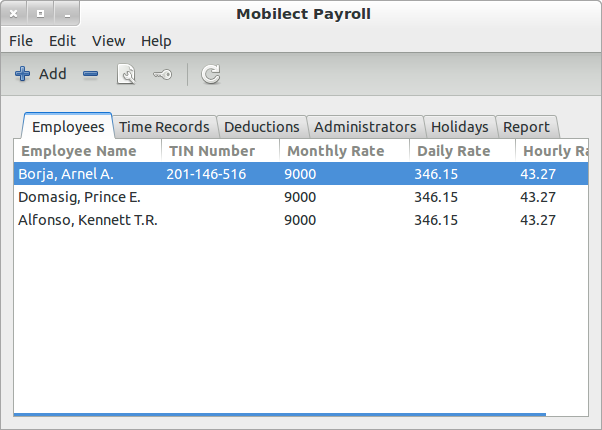 Mobilect Payroll
File Edit View Help
Add
Employees Time Records Deductions Administrators Holidays Report
Employee Name TIN Number Monthly Rate Daily Rate Hourly Ra
Borja, Arnel A. 201-146-516 9000 346.15 43.27
Domasig, Prince E. 9000 346.15 43.27
Alfonso, Kennett T.R. 9000 346.15 43.27